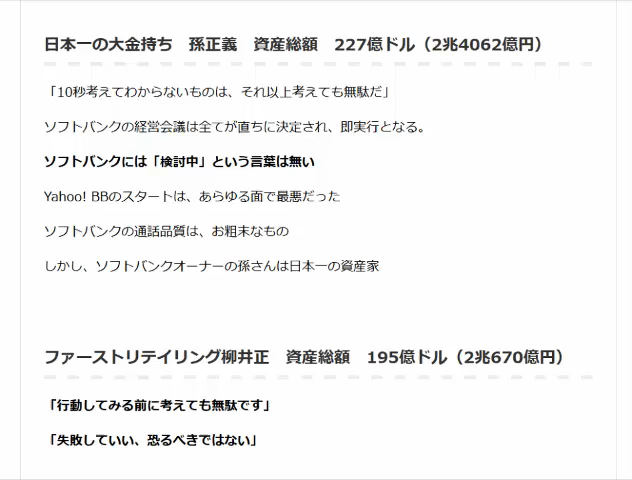 日本一の大金持ち　孫正義　資産総額　227億ドル（2兆4062億円）
「10秒考えてわからないものは、それ以上考えても無駄だ」
ソフトバンクの経営会議は全てが直ちに決定され、即実行となる。
ソフトバンクには「検討中」という言葉は無い
Yahoo! BBのスタートは、あらゆる面で最悪だった
ソフトバンクの通話品質は、お粗末なもの
しかし、ソフトバンクオーナーの孫さんは日本一の資産家
ファーストリテイリング柳井正　資産総額　195億ドル（2兆670億円）
「行動してみる前に考えても無駄です」
「失敗していい、恐るべきではない」